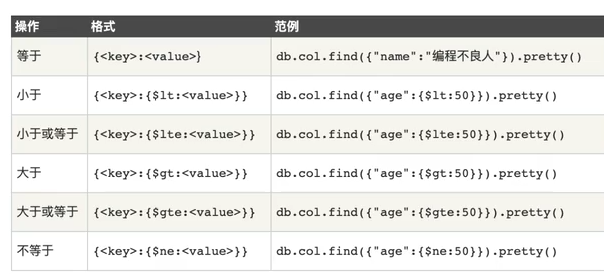 操作 格式 范例
等于 {<key>:<value>} db.col.find({"name":"编程不良人"}).pretty()
小于 {<key>:{$lt:<value>}} db.col.find({"age":{$lt:50}}).pretty()
小于或等于 {<key>:{$lte:<value>}} db.col.find({"age":{$lte:50}}).pretty()
大于 {<key>:{$gt:<value>}} db.col.find({"age":{$gt:50}}).pretty()
大于或等于 {<key>:{$gte:<value>}} db.col.find({"age":{$gte:50}}).pretty()
不等于 {<key>:{$ne:<value>}} db.col.find({"age":{$ne:50}}).pretty()